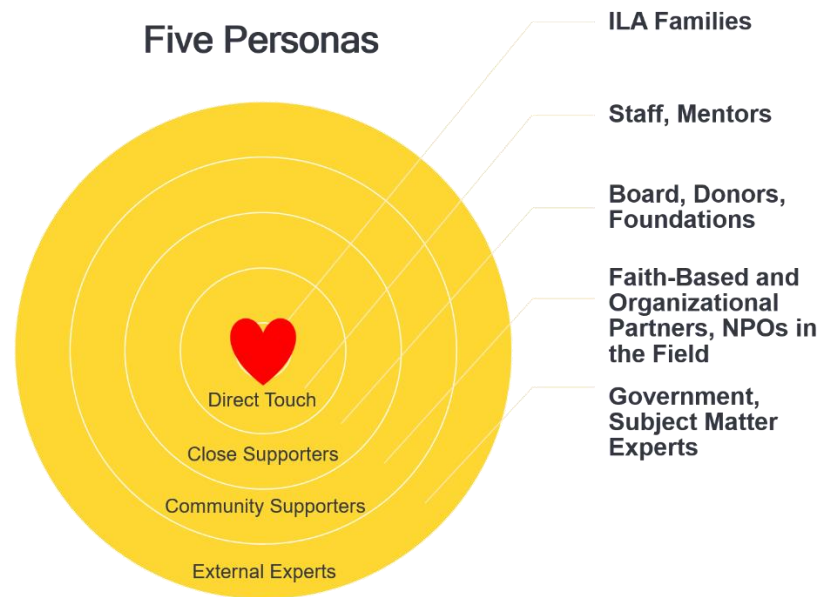 Five Personas
ILA Families
Staff, Mentors
Board, Donors,
Foundations
Faith-Based and
Organizational
Partners, NPOs in
the Field
Government,
Subject Matter
Experts
Direct Touch
Close Supporters
Community Supporters
External Experts